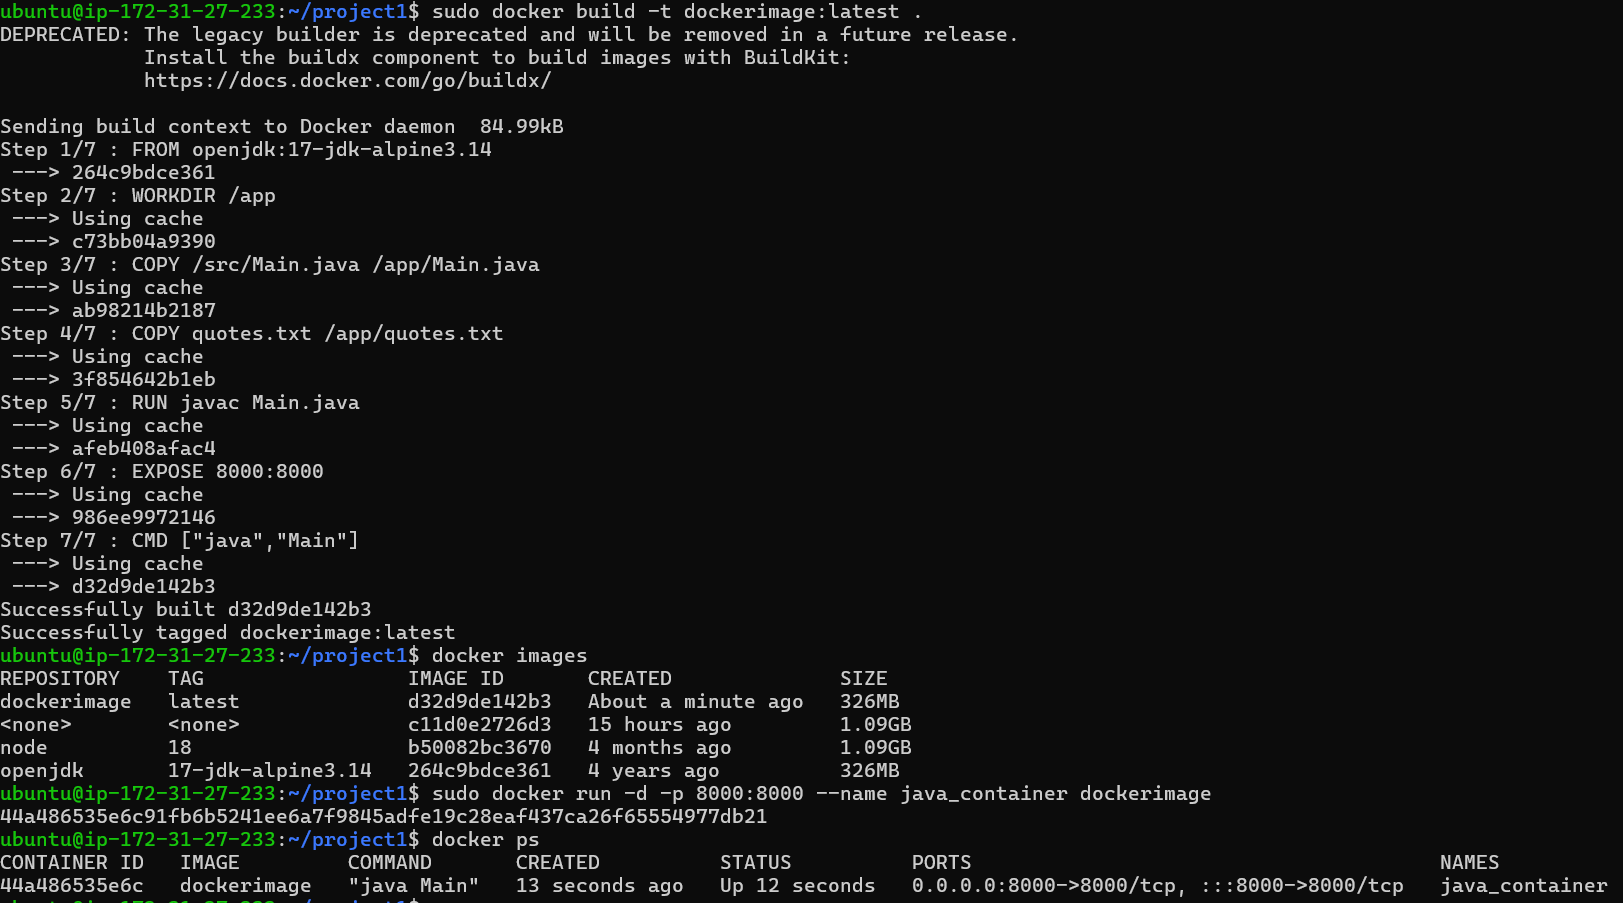 ubuntu@ip-172-31-27-233:~/project1$ sudo docker build -t dockerimage:latest .
DEPRECATED: The legacy builder is deprecated and will be removed in a future release.
            Install the buildx component to build images with BuildKit:
            https://docs.docker.com/go/buildx/

Sending build context to Docker daemon  84.99kB
Step 1/7 : FROM openjdk:17-jdk-alpine3.14
 ---> 264c9bdce361
Step 2/7 : WORKDIR /app
 ---> Using cache
 ---> c73bb04a9390
Step 3/7 : COPY /src/Main.java /app/Main.java
 ---> Using cache
 ---> ab98214b2187
Step 4/7 : COPY quotes.txt /app/quotes.txt
 ---> Using cache
 ---> 3f854642b1eb
Step 5/7 : RUN javac Main.java
 ---> Using cache
 ---> afeb408afac4
Step 6/7 : EXPOSE 8000:8000
 ---> Using cache
 ---> 986ee9972146
Step 7/7 : CMD ["java","Main"]
 ---> Using cache
 ---> d32d9de142b3
Successfully built d32d9de142b3
Successfully tagged dockerimage:latest
ubuntu@ip-172-31-27-233:~/project1$ docker images
REPOSITORY    TAG                 IMAGE ID       CREATED              SIZE
dockerimage   latest              d32d9de142b3   About a minute ago   326MB
<none>        <none>              c11d0e2726d3   15 hours ago         1.09GB
node          18                  b50082bc3670   4 months ago         1.09GB
openjdk       17-jdk-alpine3.14   264c9bdce361   4 years ago          326MB
ubuntu@ip-172-31-27-233:~/project1$ sudo docker run -d -p 8000:8000 --name java_container dockerimage
44a486535e6c91fb6b5241ee6a7f9845adfe19c28eaf437ca26f65554977db21
ubuntu@ip-172-31-27-233:~/project1$ docker ps
CONTAINER ID   IMAGE         COMMAND       CREATED          STATUS          PORTS                                       NAMES
44a486535e6c   dockerimage   "java Main"   13 seconds ago   Up 12 seconds   0.0.0.0:8000->8000/tcp, :::8000->8000/tcp   java_container